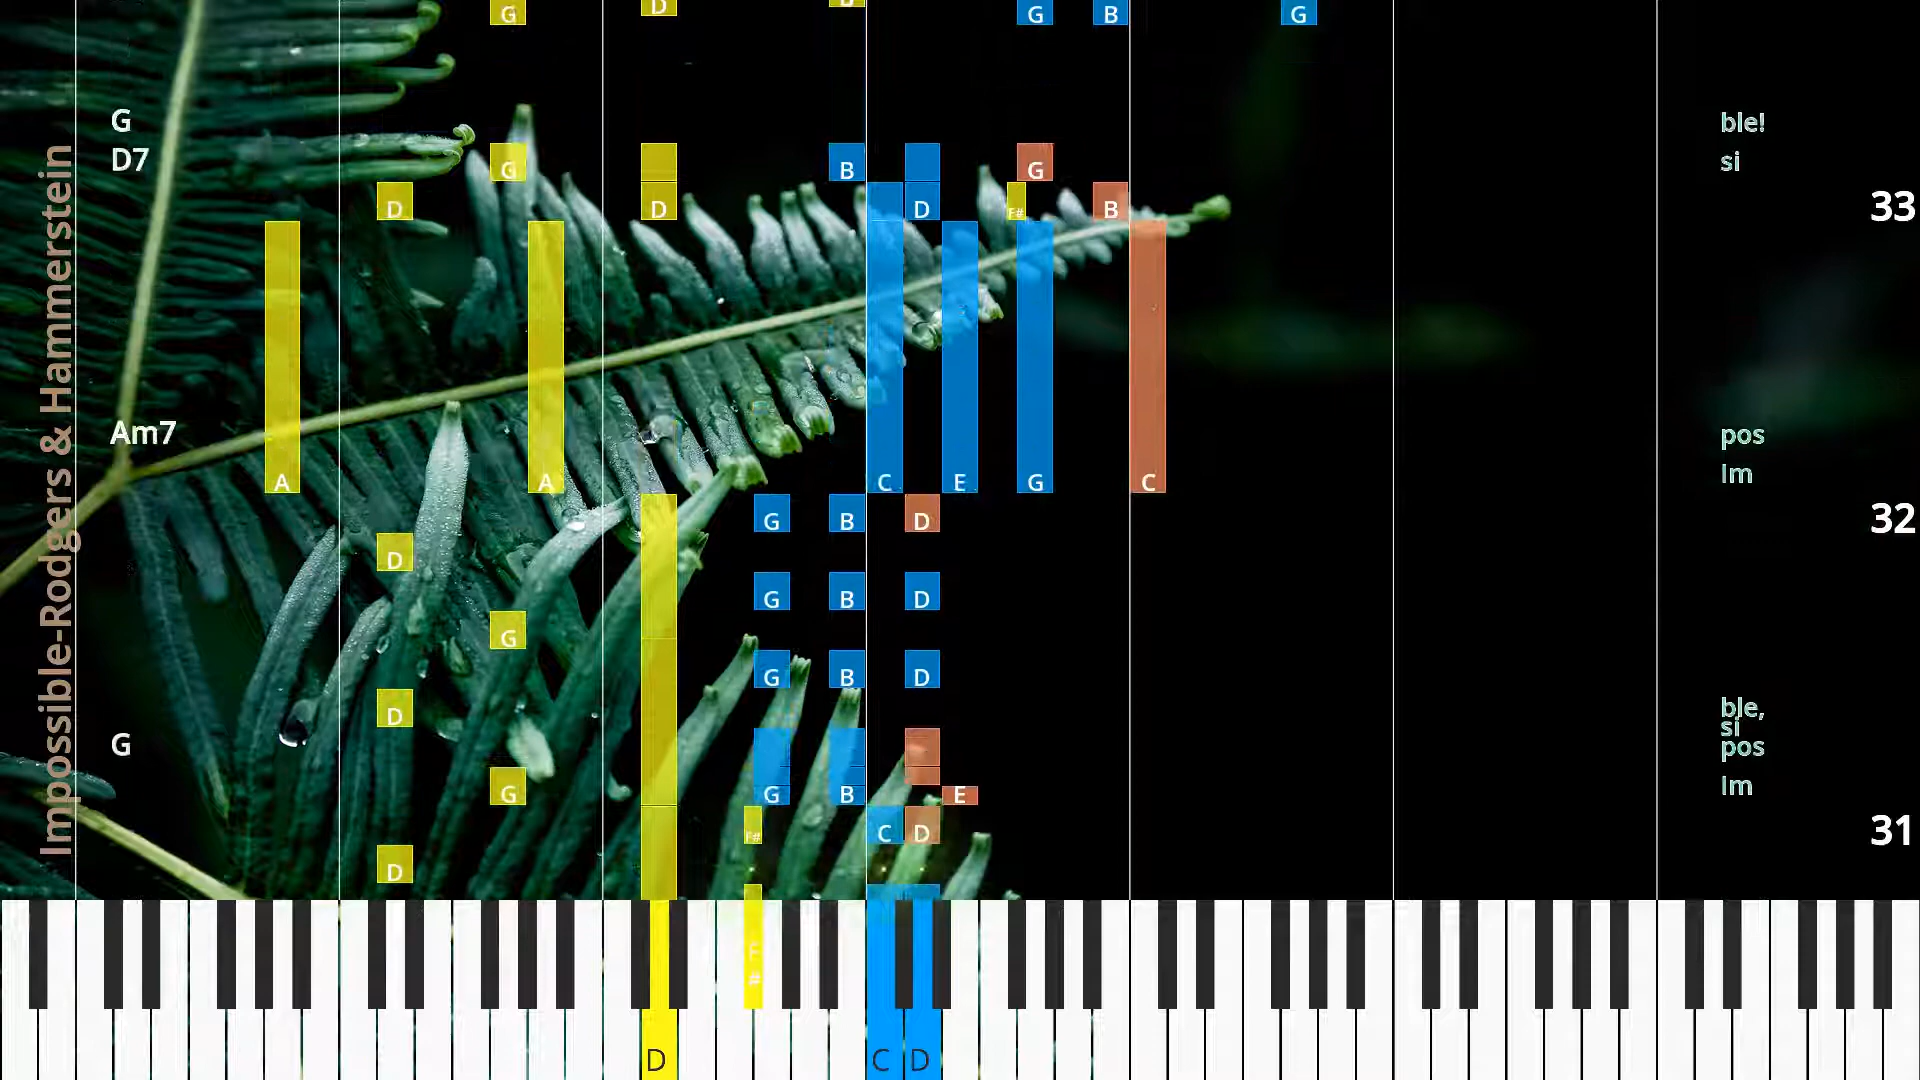 G D B G B G
G ble!
D7 G B G si
D D D F# B 33
Impossible-Rodgers & Hammerstein
Am7 pos
A A C E G C Im
G B D 32
D
G B D
G
G B D
D ble,
si
G pos
G G B E Im
F# C D 31
D
F#
D C D